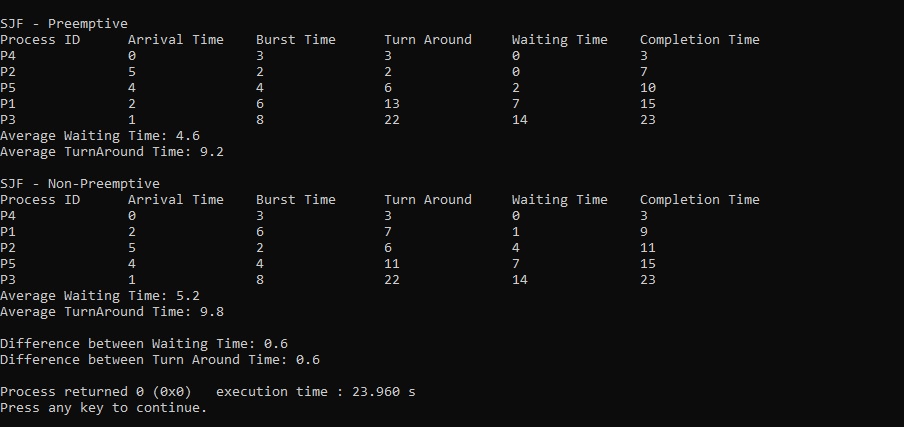 SJF - Preemptive
Process ID Arrival Time Burst Time Turn Around Waiting Time Completion Time
P4 0 3 3 0 3
P2 5 2 2 0 7
P5 4 4 6 2 10
P1 2 6 13 7 15
P3 1 8 22 14 23
Average Waiting Time: 4.6
Average TurnAround Time: 9.2
SJF - Non-Preemptive
Process ID Arrival Time Burst Time Turn Around Waiting Time Completion Time
P4 0 3 3 0 3
P1 2 6 7 1 9
P2 5 2 6 4 11
P5 4 4 11 7 15
P3 1 8 22 14 23
Average Waiting Time: 5.2
Average TurnAround Time: 9.8
Difference between Waiting Time: 0.6
Difference between Turn Around Time: 0.6
Process returned 0 (0x0) execution time : 23.960 s
Press any key to continue.